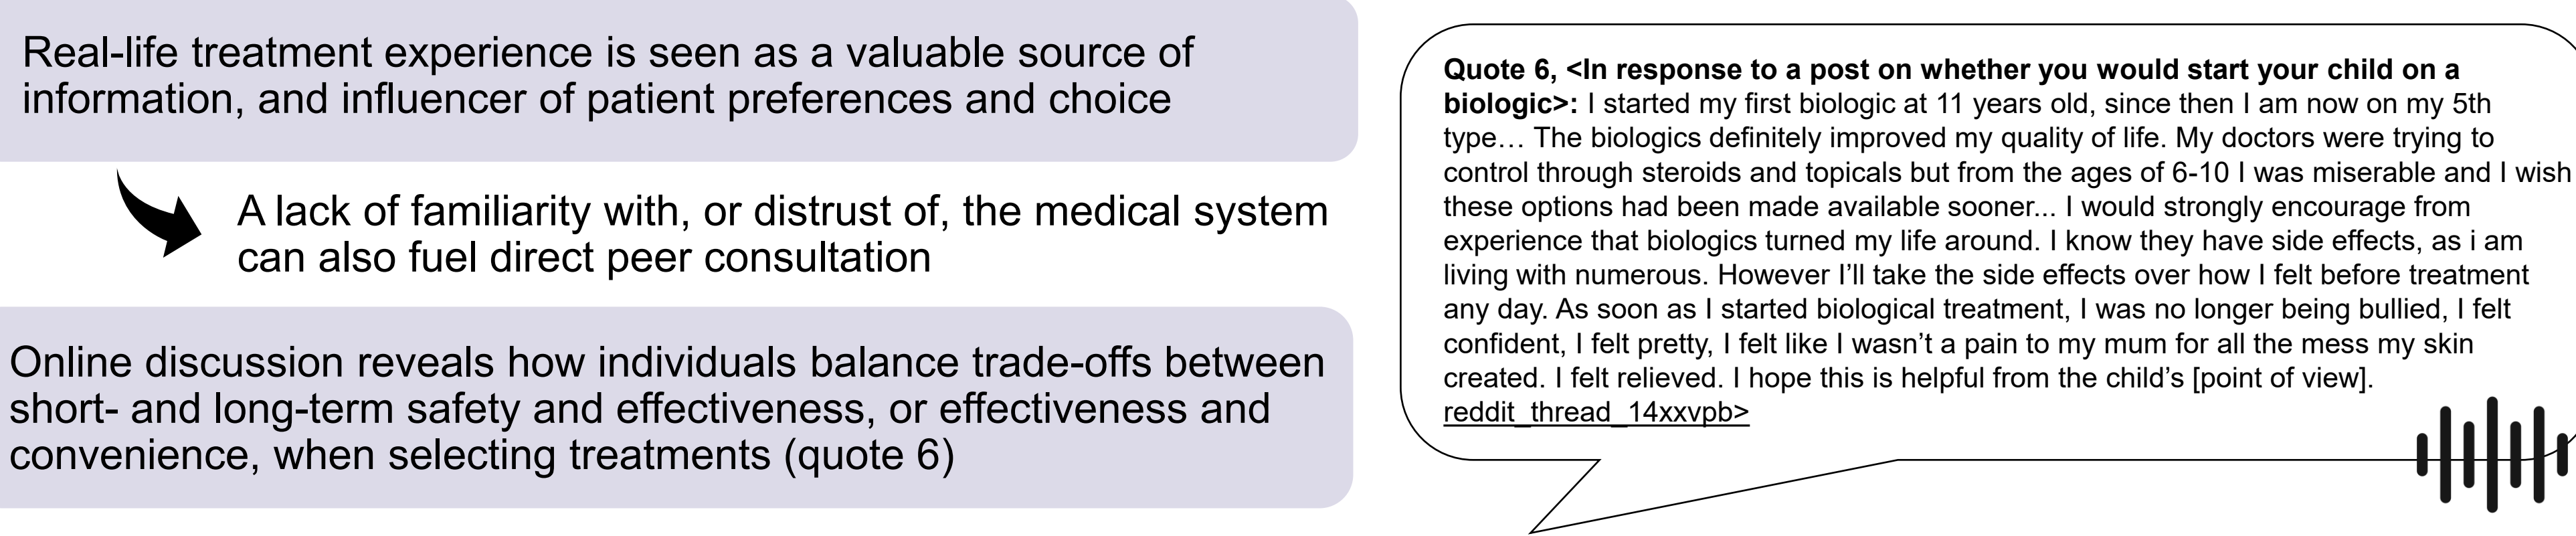 Real-life treatment experience is seen as a valuable source of
information, and influencer of patient preferences and choice
A lack of familiarity with, or distrust of, the medical system
can also fuel direct peer consultation
Online discussion reveals how individuals balance trade-offs between
short- and long-term safety and effectiveness, or effectiveness and
convenience, when selecting treatments (quote 6)
Quote 6, <In response to a post on whether you would start your child on a
biologic>: I started my first biologic at 11 years old, since then I am now on my 5th
type… The biologics definitely improved my quality of life. My doctors were trying to
control through steroids and topicals but from the ages of 6-10 I was miserable and I wish
these options had been made available sooner... I would strongly encourage from
experience that biologics turned my life around. I know they have side effects, as i am
living with numerous. However I’ll take the side effects over how I felt before treatment
any day. As soon as I started biological treatment, I was no longer being bullied, I felt
confident, I felt pretty, I felt like I wasn’t a pain to my mum for all the mess my skin
created. I felt relieved. I hope this is helpful from the child’s [point of view].
reddit_thread_14xxvpb>